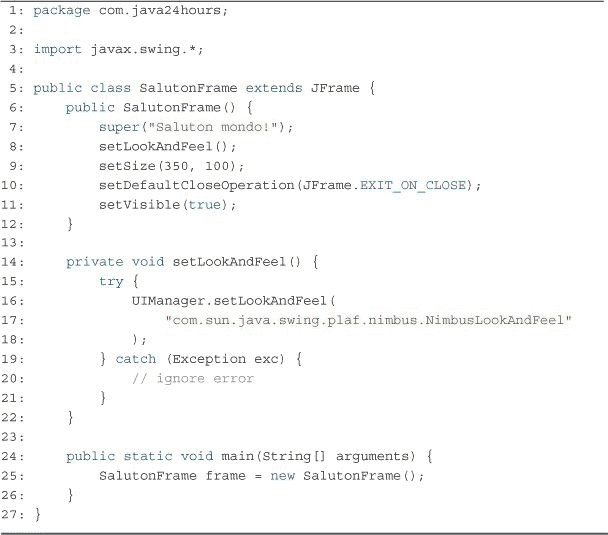 1: package com.java24hours;
2:
3: import javax.swing.*;
4:
5: public class SalutonFrame extends JFrame {
6:     public SalutonFrame() {
7:         super("Saluton mondo!");
8:         setLookAndFeel();
9:         setSize(350, 100);
10:         setDefaultCloseOperation(JFrame.EXIT_ON_CLOSE);
11:         setVisible(true);
12:     }
13:
14:     private void setLookAndFeel() {
15:         try {
16:             UIManager.setLookAndFeel(
17:                 "com.sun.java.swing.plaf.nimbus.NimbusLookAndFeel"
18:             );
19:         } catch (Exception exc) {
20:             // ignore error
21:         }
22:     }
23:
24:     public static void main(String[] arguments) {
25:         SalutonFrame frame = new SalutonFrame();
26:     }
27: }